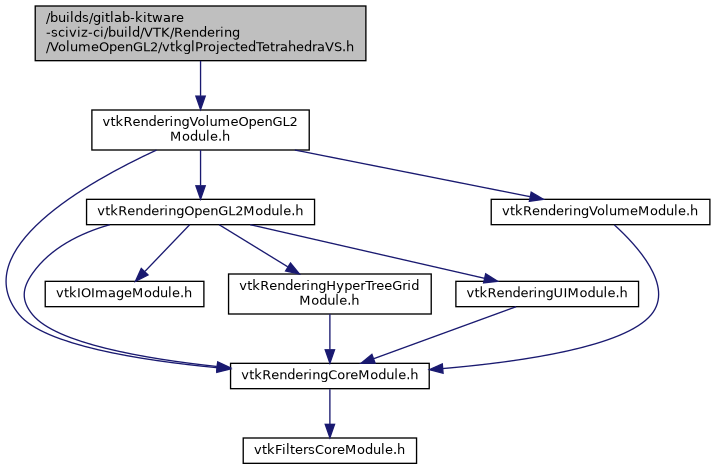 /builds/gitlab-kitware
-sciviz-ci/build/VTK/Rendering
/VolumeOpenGL2/vtkglProjectedTetrahedraVS.h
vtkRenderingVolumeOpenGL2
Module.h
vtkRenderingOpenGL2Module.h
vtkRenderingVolumeModule.h
vtkIOImageModule.h
vtkRenderingHyperTreeGrid
Module.h
vtkRenderingUIModule.h
vtkRenderingCoreModule.h
vtkFiltersCoreModule.h